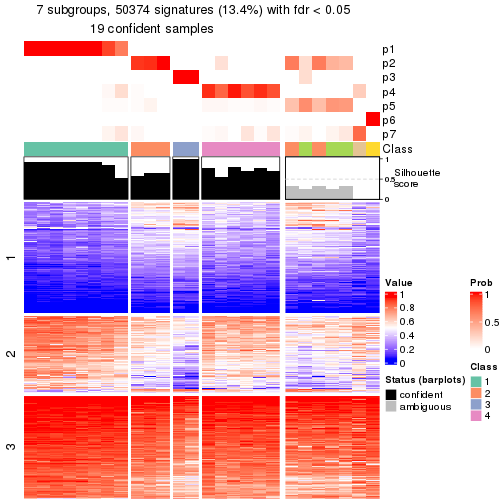 7 subgroups, 50374 signatures (13.4%) with fdr < 0.05
19 confident samples
p1
p2
p3
p4
p5
p6
p7
Class
1
0.5
0
Silhouette
score
1
2
3
Value
1
0.8
0.6
0.4
0.2
0
Prob
1
0.5
0
Status (barplots)
confident
ambiguous
Class
1
2
3
4